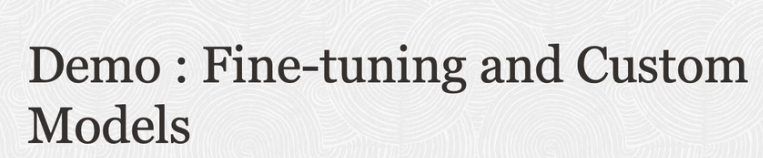 Demo : Fine-tuning and Custom
Models